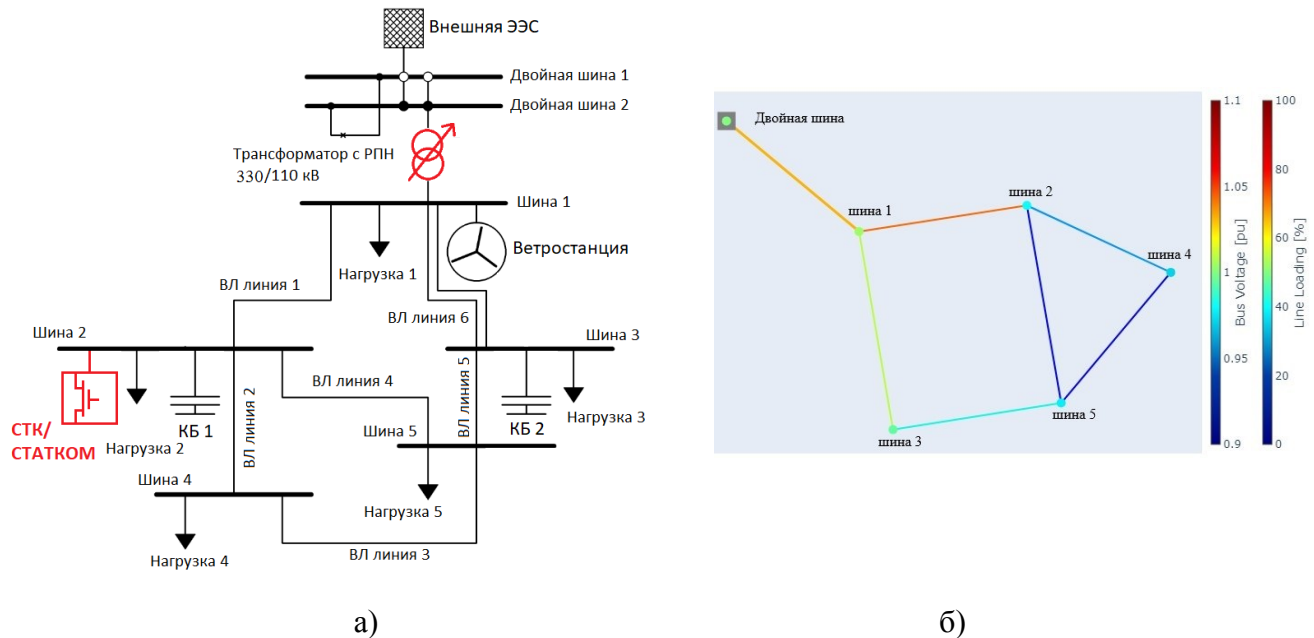 Внешняя ЭЭС
Двойная шина 1
Двойная шина 2
Трансформатор с РПН
330/110 кВ
Шина 1
Ветростанция
Нагрузка 1
ВЛ линия 1
ВЛ линия 6
Шина 2
Шина 3
ВЛ линия 5
ВЛ линия 4
ВЛ линия 2
СТК/
СТАТКОМ
Нагрузка 2
КБ 1
КБ 2
Нагрузка 3
Шина 5
Шина 4
Нагрузка 5
ВЛ линия 3
Нагрузка 4
а)
Двойная шина
шина 1
шина 2
шина 4
шина 5
шина 3
1.1
1.05
1
0.95
0.9
Bus Voltage [pu]
100
80
60
40
20
0
Line Loading [%]
б)